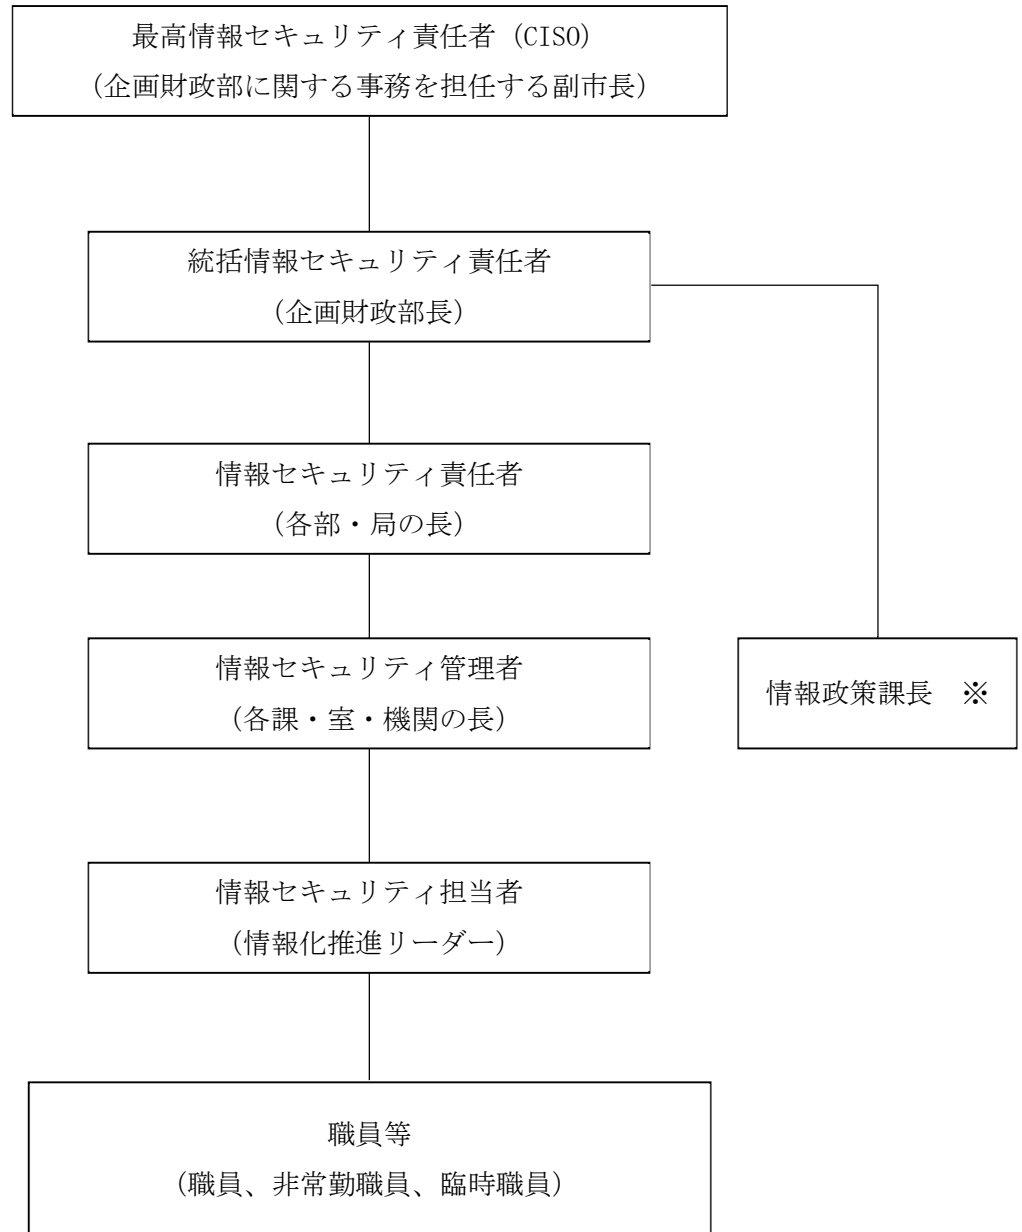 最高情報セキュリティ責任者（CISO）
（企画財政部に関する事務を担任する副市長）
統括情報セキュリティ責任者
（企画財政部長）
情報セキュリティ責任者
（各部・局の長）
情報セキュリティ管理者
（各課・室・機関の長）
情報政策課長　※
情報セキュリティ担当者
（情報化推進リーダー）
職員等
（職員、非常勤職員、臨時職員）